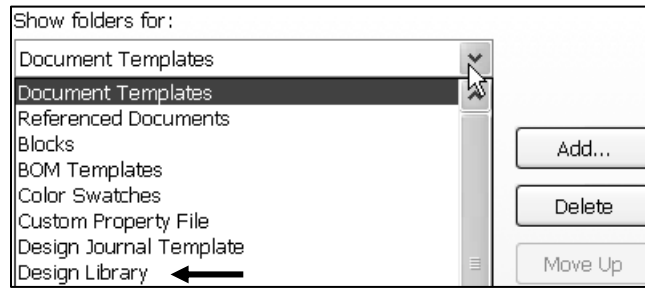 Show folders for:
Document Templates
Document Templates
Referenced Documents
Blocks
BOM Templates
Color Swatches
Custom Property File
Design Journal Template
Design Library
Add...
Delete
Move Up